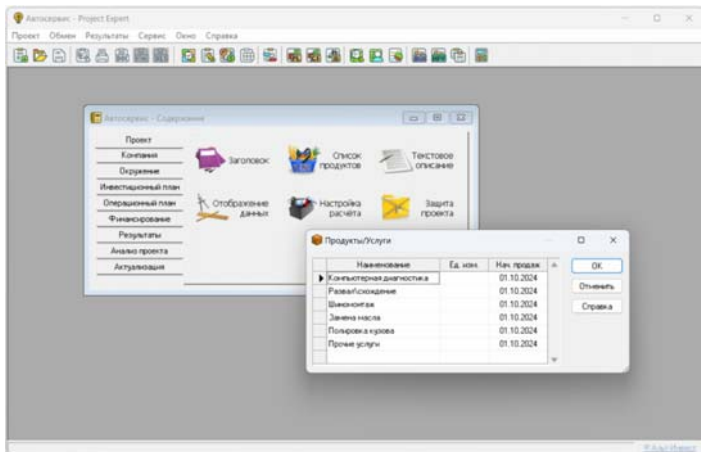 Автосервис - Project Expert
Проект Обмен Результаты Сервис Окно Справка
Автосервис - Содержание
Проект
Компания
Окружение
Инвестиционный план
Операционный план
Финансирование
Результаты
Анализ проекта
Актуализация
Заголовок
Список продуктов
Текстовое описание
Отображение данных
Настройка расчёта
Защита проекта
Продукты/Услуги
Наименование Ед. изм. Нач. продаж
Компьютерная диагностика 01.10.2024
Развал\схождение 01.10.2024
Шиномонтаж 01.10.2024
Замена масла 01.10.2024
Полировка кузова 01.10.2024
Прочие услуги 01.10.2024
OK
Отменить
Справка